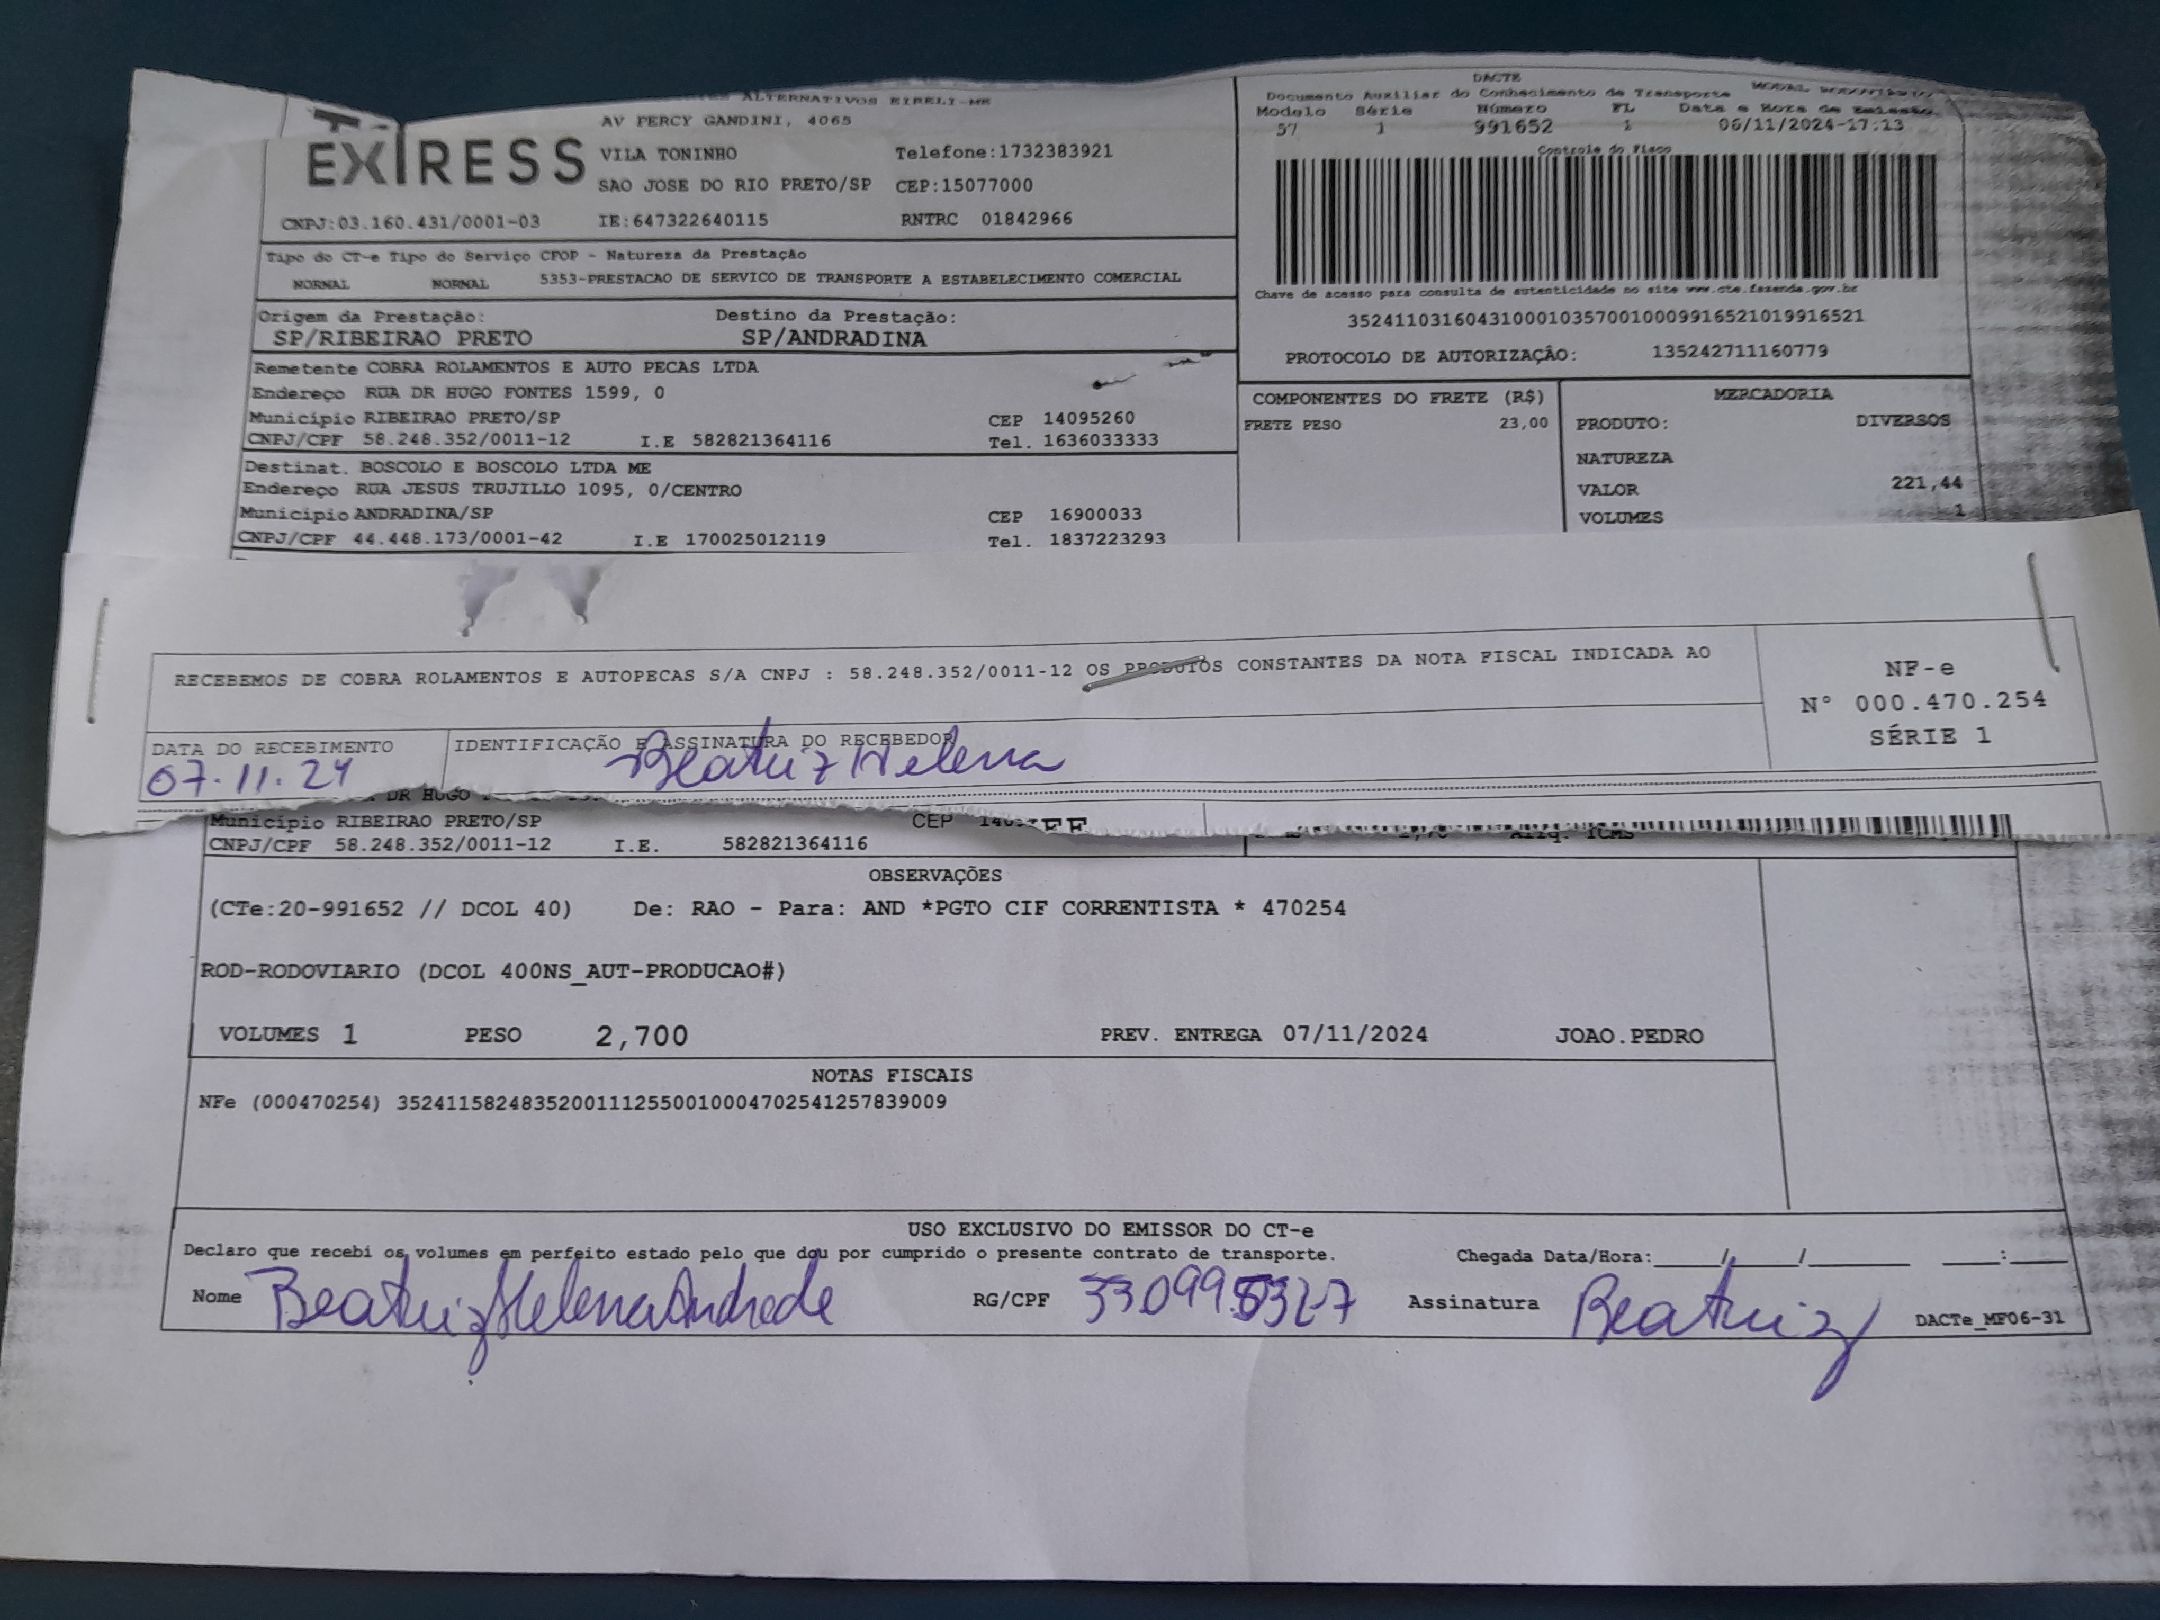 ALTERNATIVOS EIRELI-ME
AV PERCY GANDINI, 4065
EXPRESS
VILA TONINHO Telefone:1732383921
SAO JOSE DO RIO PRETO/SP CEP:15077000
CNPJ:03.160.431/0001-03 IE:647322640115 RNTRC 01842966
DACTE
Documento Auxiliar do Conhecimento de Transporte MODAL RODOVIARIO
Modelo Série Número FL Data e Hora de Emissão
57 1 991652 1 06/11/2024-17:13
Controle do Fisco
Chave de acesso para consulta de autenticidade no site www.cte.fazenda.gov.br
35241103160431000103570010009916521019916521
PROTOCOLO DE AUTORIZAÇÃO: 135242711160779
Tipo do CT-e Tipo do Serviço CFOP - Natureza da Prestação
NORMAL NORMAL 5353-PRESTACAO DE SERVICO DE TRANSPORTE A ESTABELECIMENTO COMERCIAL
Origem da Prestação: Destino da Prestação:
SP/RIBEIRAO PRETO SP/ANDRADINA
Remetente COBRA ROLAMENTOS E AUTO PECAS LTDA
Endereço RUA DR HUGO FONTES 1599, 0
Município RIBEIRAO PRETO/SP CEP 14095260
CNPJ/CPF 58.248.352/0011-12 I.E 582821364116 Tel. 1636033333
Destinat. BOSCOLO E BOSCOLO LTDA ME
Endereço RUA JESUS TRUJILLO 1095, 0/CENTRO
Município ANDRADINA/SP CEP 16900033
CNPJ/CPF 44.448.173/0001-42 I.E 170025012119 Tel. 1837223293
COMPONENTES DO FRETE (R$)
FRETE PESO 23,00
MERCADORIA
PRODUTO: DIVERSOS
NATUREZA
VALOR 221,44
VOLUMES 1
RECEBEMOS DE COBRA ROLAMENTOS E AUTOPECAS S/A CNPJ : 58.248.352/0011-12 OS PRODUTOS CONSTANTES DA NOTA FISCAL INDICADA AO
NF-e
Nº 000.470.254
SÉRIE 1
DATA DO RECEBIMENTO IDENTIFICAÇÃO E ASSINATURA DO RECEBEDOR
07.11.24 Beatriz Helena
DR HUGO
Município RIBEIRAO PRETO/SP CEP
CNPJ/CPF 58.248.352/0011-12 I.E. 582821364116
OBSERVAÇÕES
(CTe:20-991652 // DCOL 40) De: RAO - Para: AND *PGTO CIF CORRENTISTA * 470254
ROD-RODOVIARIO (DCOL 400NS_AUT-PRODUCAO#)
VOLUMES 1 PESO 2,700 PREV. ENTREGA 07/11/2024 JOAO.PEDRO
NOTAS FISCAIS
NFe (000470254) 35241158248352001112550010004702541257839009
USO EXCLUSIVO DO EMISSOR DO CT-e
Declaro que recebi os volumes em perfeito estado pelo que dou por cumprido o presente contrato de transporte. Chegada Data/Hora:_____/_____/_______ ___:____
Nome Beatriz Helena Andrade RG/CPF Assinatura Beatriz DACTe_MF06-31